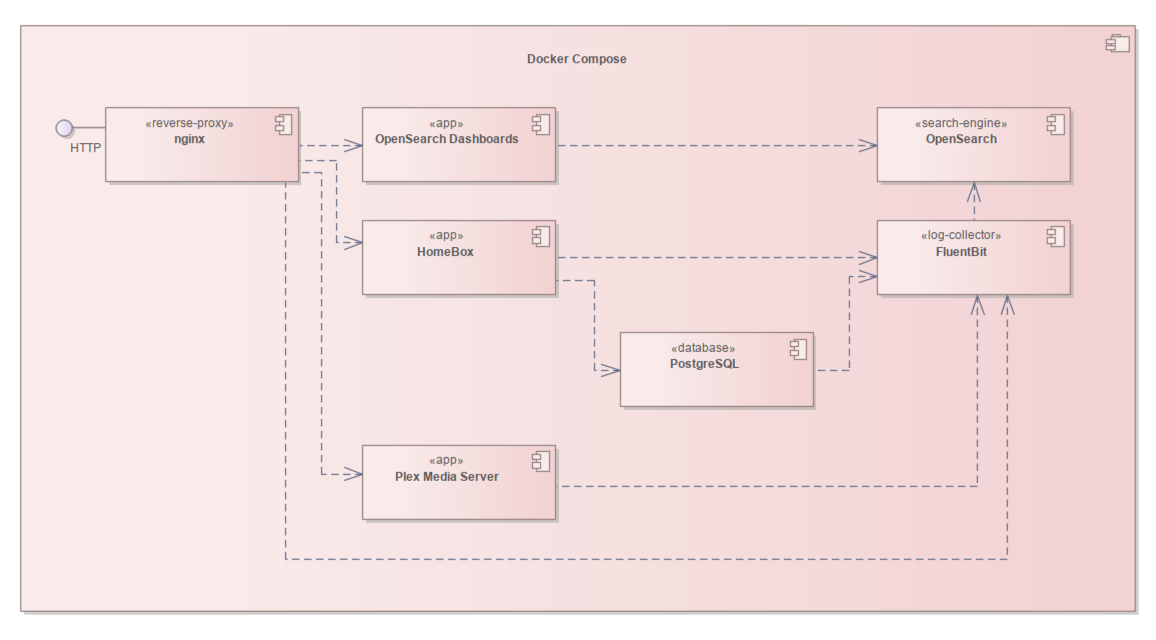 Docker Compose
HTTP
«reverse-proxy»
nginx
«app»
OpenSearch Dashboards
«search-engine»
OpenSearch
«app»
HomeBox
«log-collector»
FluentBit
«database»
PostgreSQL
«app»
Plex Media Server